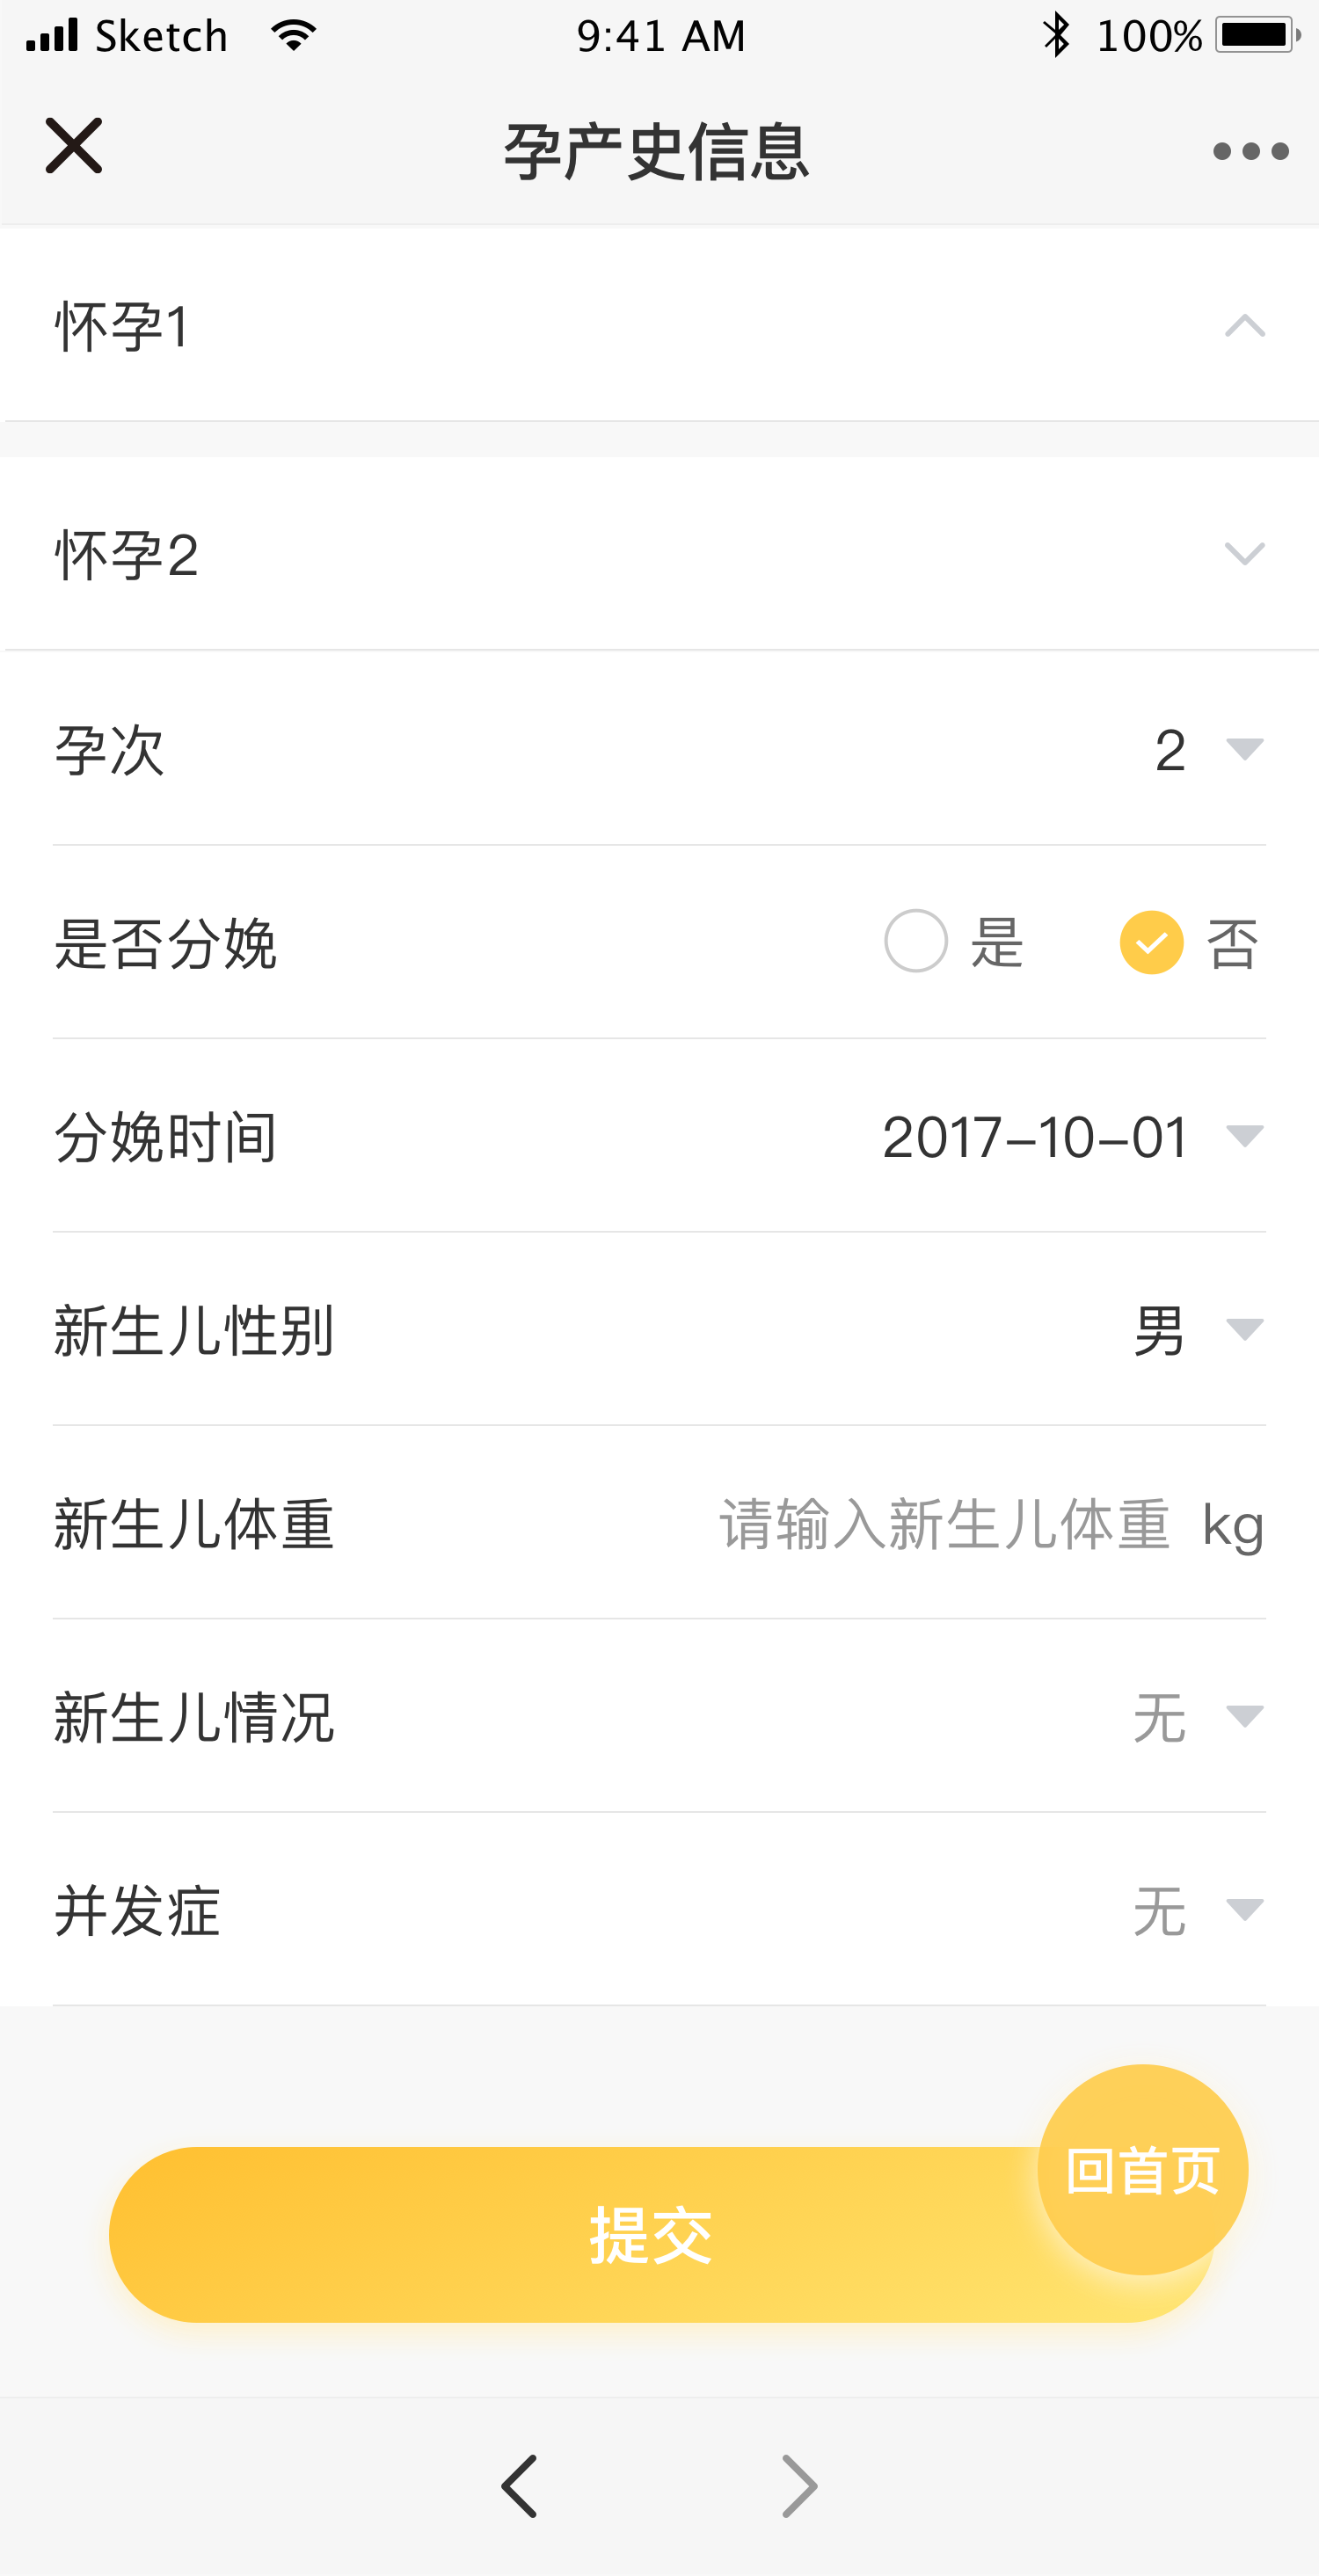 Sketch 9:41 AM 100%
孕产史信息
怀孕1
怀孕2
孕次 2
是否分娩 是 否
分娩时间 2017-10-01
新生儿性别 男
新生儿体重 请输入新生儿体重 kg
新生儿情况 无
并发症 无
回首页
提交